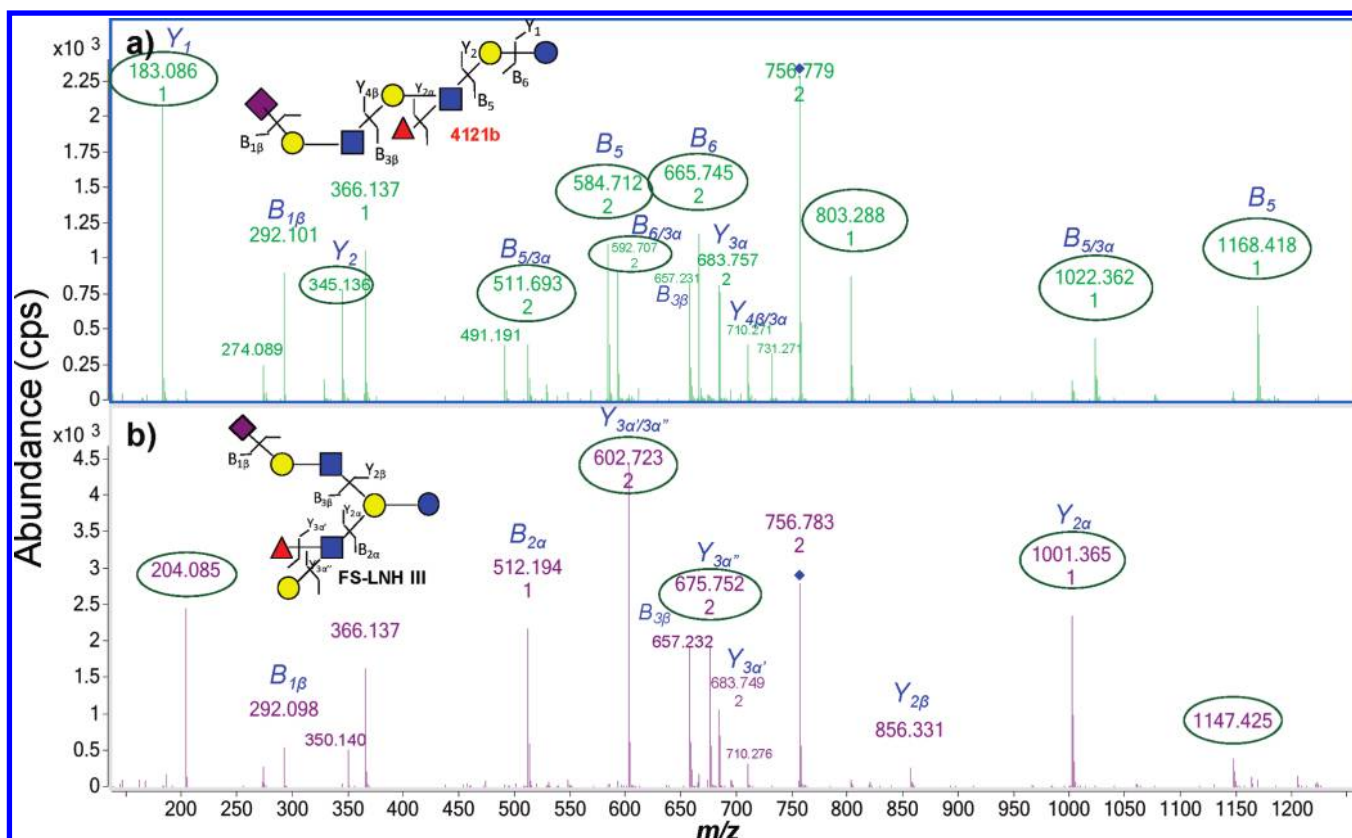 a)
x10 3
Y1
183.086
1
2.25
2
1.75
1.5
1.25
1
0.75
0.5
0.25
0
B1β
Y4β
B3β
Y2α
Y2
B5
Y1
B6
4121b
B1β
292.101
274.089
Y2
345.136
366.137
1
491.191
B5/3α
511.693
2
B5
584.712
2
B6/3α
592.707
2
657.231
B3β
B6
665.745
2
Y3α
683.757
2
Y4β/3α
710.271
731.271
756.779
2
803.288
1
B5/3α
1022.362
1
B5
1168.418
1
Abundance (cps)
b)
x10 3
4.5
4
3.5
3
2.5
2
1.5
1
0.5
0
B1β
B3β
Y2β
Y2α
Y3α'
B2α
Y3α''
FS-LNH III
204.085
B1β
292.098
350.140
366.137
B2α
512.194
1
Y3α'/3α''
602.723
2
B3β
657.232
Y3α''
675.752
2
Y3α'
683.749
2
710.276
756.783
2
Y2β
856.331
Y2α
1001.365
1
1147.425
200 250 300 350 400 450 500 550 600 650 700 750 800 850 900 950 1000 1050 1100 1150 1200
m/z